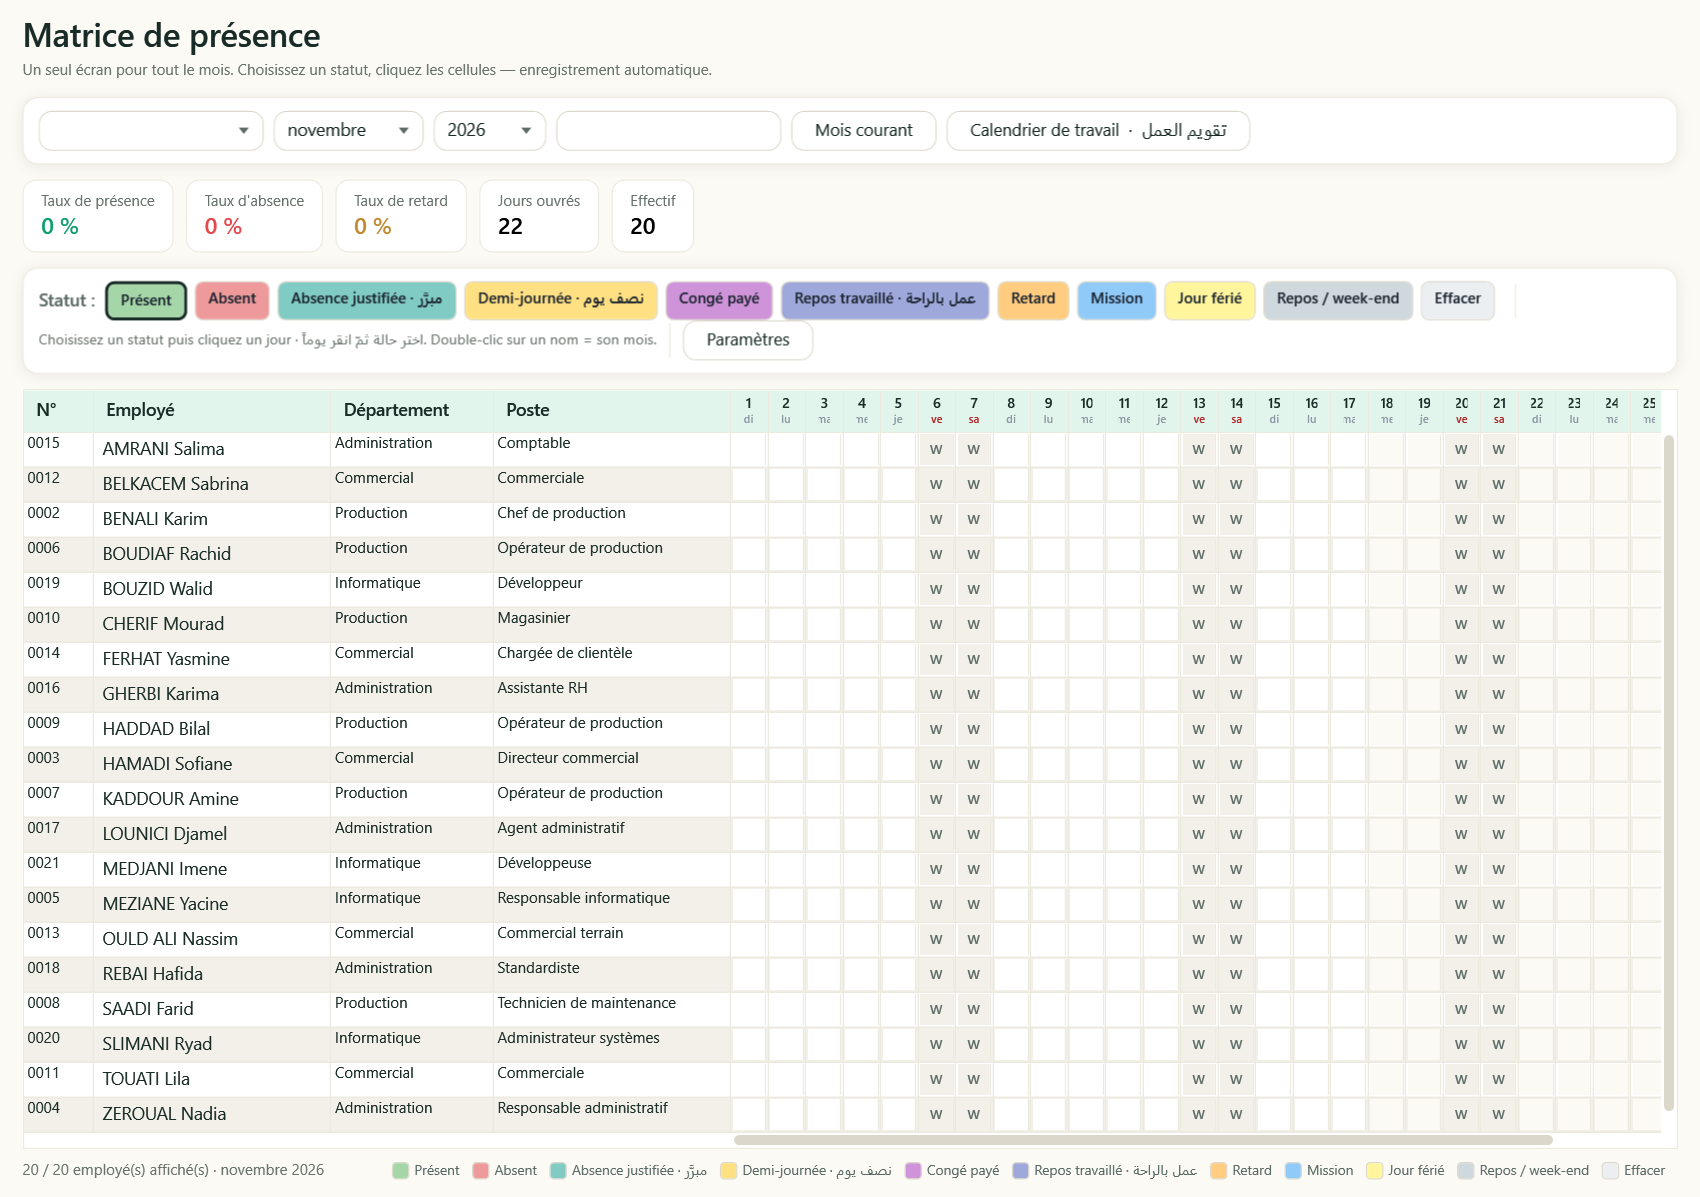 Matrice de présence
Un seul écran pour tout le mois. Choisissez un statut, cliquez les cellules — enregistrement automatique.
novembre 2026 Mois courant Calendrier de travail · تقويم العمل
Taux de présence Taux d'absence Taux de retard Jours ouvrés Effectif
0 % 0 % 0 % 22 20
Statut : Présent Absent Absence justifiée · مبرَّر Demi-journée · نصف يوم Congé payé Repos travaillé · عمل بالراحة Retard Mission Jour férié Repos / week-end Effacer
Choisissez un statut puis cliquez un jour · اختر حالة ثمّ انقر يوماً. Double-clic sur un nom = son mois. Paramètres
N° Employé Département Poste 1 2 3 4 5 6 7 8 9 10 11 12 13 14 15 16 17 18 19 20 21 22 23 24 25
di lu ma me je ve sa di lu ma me je ve sa di lu ma me je ve sa di lu ma me
0015 AMRANI Salima Administration Comptable W W W W W W
0012 BELKACEM Sabrina Commercial Commerciale W W W W W W
0002 BENALI Karim Production Chef de production W W W W W W
0006 BOUDIAF Rachid Production Opérateur de production W W W W W W
0019 BOUZID Walid Informatique Développeur W W W W W W
0010 CHERIF Mourad Production Magasinier W W W W W W
0014 FERHAT Yasmine Commercial Chargée de clientèle W W W W W W
0016 GHERBI Karima Administration Assistante RH W W W W W W
0009 HADDAD Bilal Production Opérateur de production W W W W W W
0003 HAMADI Sofiane Commercial Directeur commercial W W W W W W
0007 KADDOUR Amine Production Opérateur de production W W W W W W
0017 LOUNICI Djamel Administration Agent administratif W W W W W W
0021 MEDJANI Imene Informatique Développeuse W W W W W W
0005 MEZIANE Yacine Informatique Responsable informatique W W W W W W
0013 OULD ALI Nassim Commercial Commercial terrain W W W W W W
0018 REBAI Hafida Administration Standardiste W W W W W W
0008 SAADI Farid Production Technicien de maintenance W W W W W W
0020 SLIMANI Ryad Informatique Administrateur systèmes W W W W W W
0011 TOUATI Lila Commercial Commerciale W W W W W W
0004 ZEROUAL Nadia Administration Responsable administratif W W W W W W
20 / 20 employé(s) affiché(s) · novembre 2026 Présent Absent Absence justifiée · مبرَّر Demi-journée · نصف يوم Congé payé Repos travaillé · عمل بالراحة Retard Mission Jour férié Repos / week-end Effacer